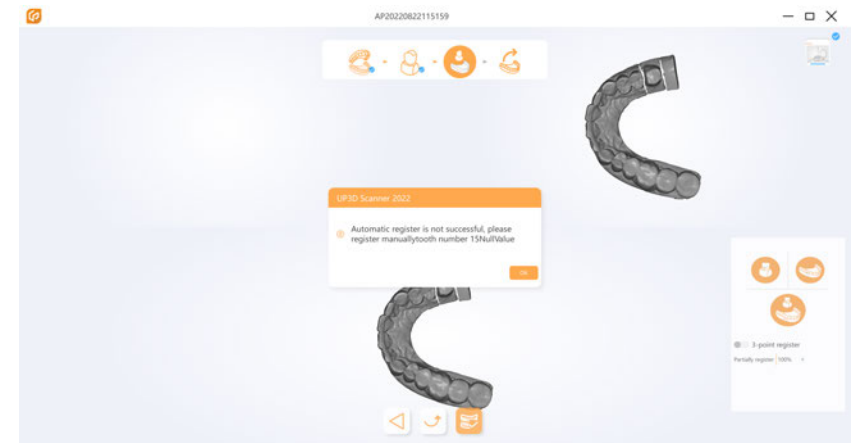 AP20220822115159
UP3D Scanner 2022
Automatic register is not successful, please
register manuallytooth number 15NullValue
Ok
3-point register
Partially register 100%